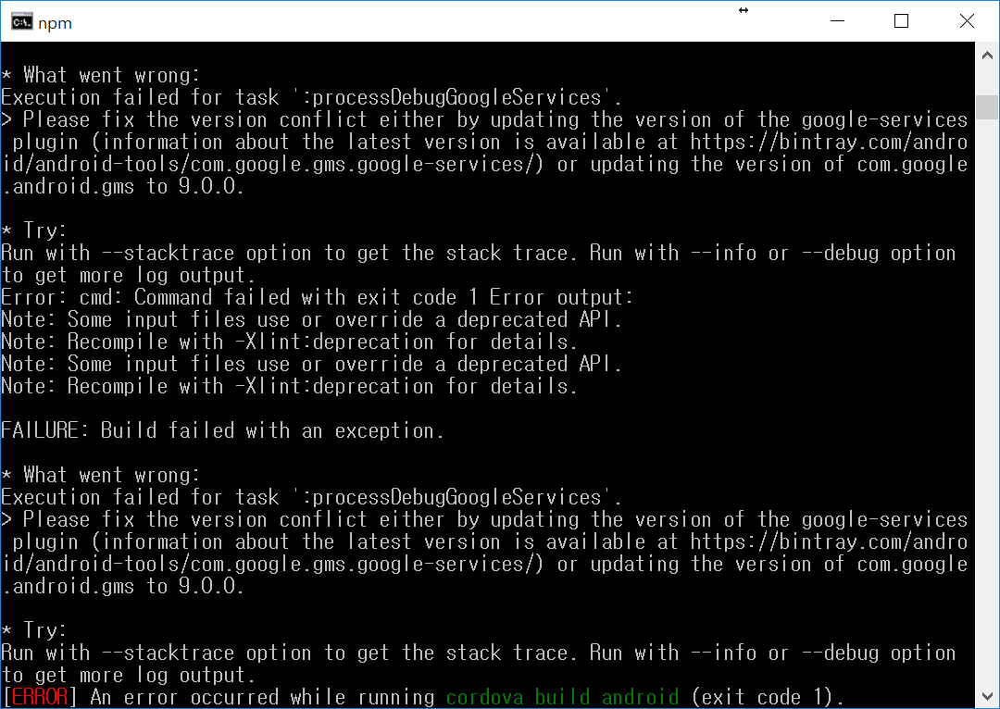 npm
* What went wrong:
Execution failed for task ':processDebugGoogleServices'.
> Please fix the version conflict either by updating the version of the google-services
 plugin (information about the latest version is available at https://bintray.com/andro
id/android-tools/com.google.gms.google-services/) or updating the version of com.google
.android.gms to 9.0.0.
* Try:
Run with --stacktrace option to get the stack trace. Run with --info or --debug option
to get more log output.
Error: cmd: Command failed with exit code 1 Error output:
Note: Some input files use or override a deprecated API.
Note: Recompile with -Xlint:deprecation for details.
Note: Some input files use or override a deprecated API.
Note: Recompile with -Xlint:deprecation for details.
FAILURE: Build failed with an exception.
* What went wrong:
Execution failed for task ':processDebugGoogleServices'.
> Please fix the version conflict either by updating the version of the google-services
 plugin (information about the latest version is available at https://bintray.com/andro
id/android-tools/com.google.gms.google-services/) or updating the version of com.google
.android.gms to 9.0.0.
* Try:
Run with --stacktrace option to get the stack trace. Run with --info or --debug option
to get more log output.
[ERROR] An error occurred while running cordova build android (exit code 1).